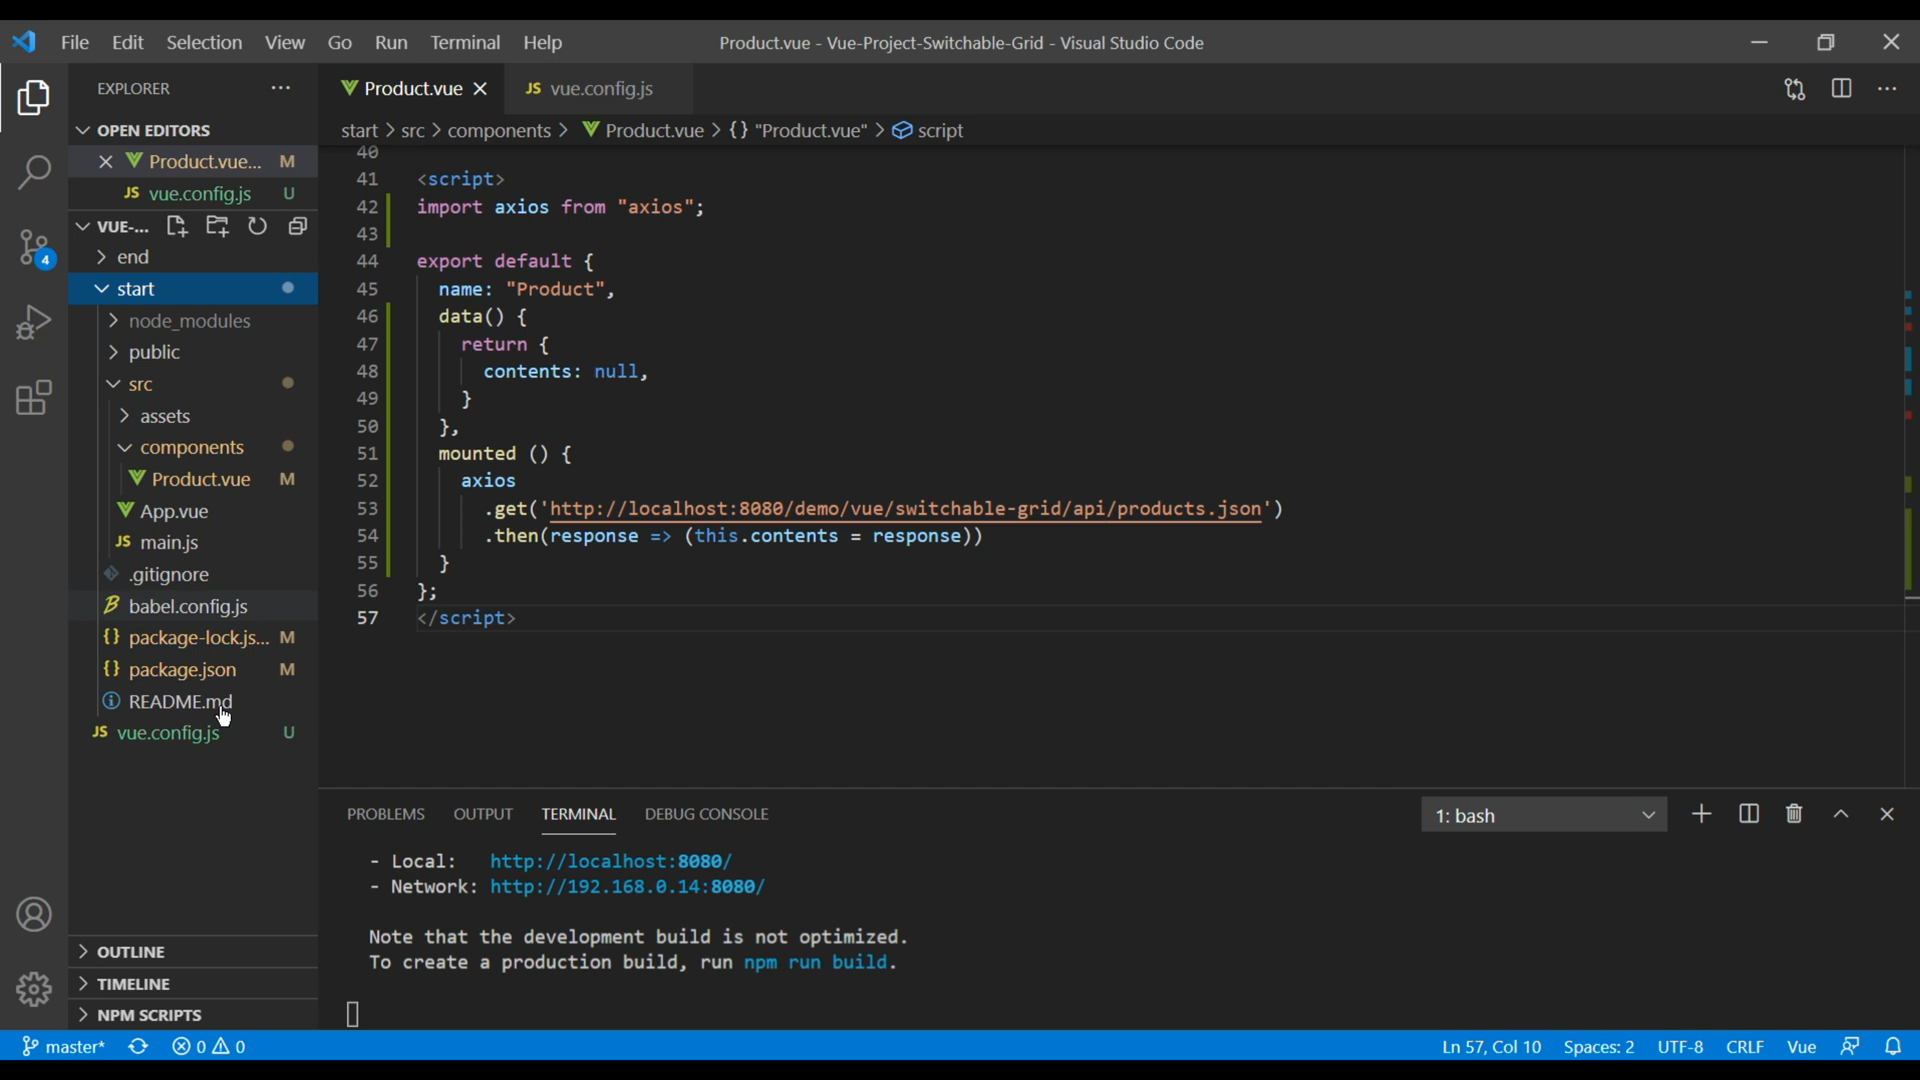 File Edit Selection View Go Run Terminal Help Product.vue - Vue-Project-Switchable-Grid - Visual Studio Code
EXPLORER
Product.vue
JS vue.config.js
start > src > components > Product.vue > {} "Product.vue" > script
OPEN EDITORS
Product.vue... M
JS vue.config.js U
VUE-...
end
start
node_modules
public
src
assets
components
Product.vue M
App.vue
JS main.js
.gitignore
babel.config.js
{} package-lock.js... M
{} package.json M
README.md
JS vue.config.js U
OUTLINE
TIMELINE
NPM SCRIPTS
4
40
41 <script>
42 import axios from "axios";
43
44 export default {
45 name: "Product",
46 data() {
47 return {
48 contents: null,
49 }
50 },
51 mounted () {
52 axios
53 .get('http://localhost:8080/demo/vue/switchable-grid/api/products.json')
54 .then(response => (this.contents = response))
55 }
56 };
57 </script>
PROBLEMS OUTPUT TERMINAL DEBUG CONSOLE 1: bash
- Local: http://localhost:8080/
- Network: http://192.168.0.14:8080/
Note that the development build is not optimized.
To create a production build, run npm run build.
master* 0 0 Ln 57, Col 10 Spaces: 2 UTF-8 CRLF Vue